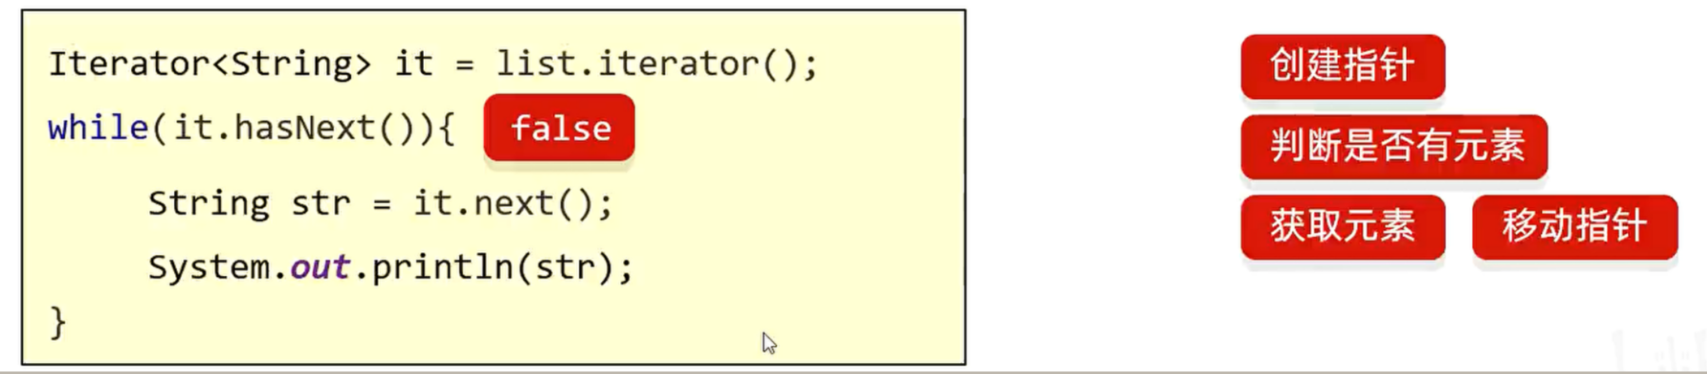 Iterator<String> it = list.iterator();
while(it.hasNext()){ false
String str = it.next();
System.out.println(str);
}
创建指针
判断是否有元素
获取元素 移动指针